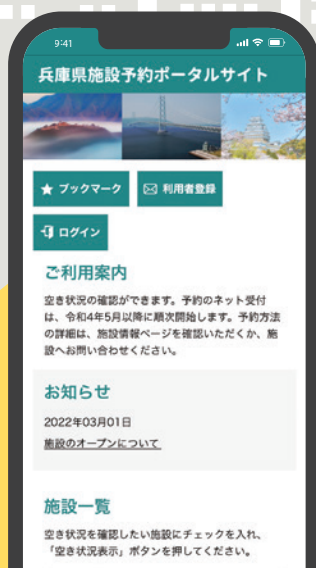 9:41
兵庫県施設予約ポータルサイト
ブックマーク
利用者登録
ログイン
ご利用案内
空き状況の確認ができます。予約のネット受付
は、令和4年5月以降に順次開始します。予約方法
の詳細は、施設情報ページを確認いただくか、施
設へお問い合わせください。
お知らせ
2022年03月01日
施設のオープンについて
施設一覧
空き状況を確認したい施設にチェックを入れ、
「空き状況表示」ボタンを押してください。